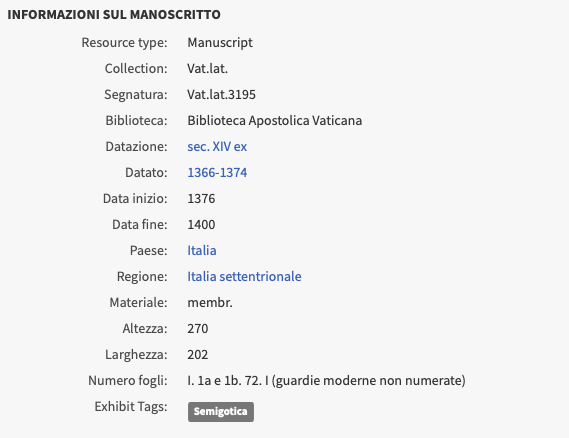 INFORMAZIONI SUL MANOSCRITTO
Resource type: Manuscript
Collection: Vat.lat.
Segnatura: Vat.lat.3195
Biblioteca: Biblioteca Apostolica Vaticana
Datazione: sec. XIV ex
Datato: 1366-1374
Data inizio: 1376
Data fine: 1400
Paese: Italia
Regione: Italia settentrionale
Materiale: membr.
Altezza: 270
Larghezza: 202
Numero fogli: I. 1a e 1b. 72. I (guardie moderne non numerate)
Exhibit Tags: Semigotica